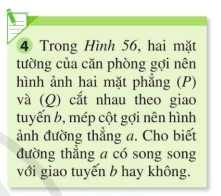 4 Trong Hình 56, hai mặt
tường của căn phòng gợi nên
hình ảnh hai mặt phẳng (P)
và (Q) cắt nhau theo giao
tuyến b, mép cột gợi nên hình
ảnh đường thẳng a. Cho biết
đường thẳng a có song song
với giao tuyến b hay không.